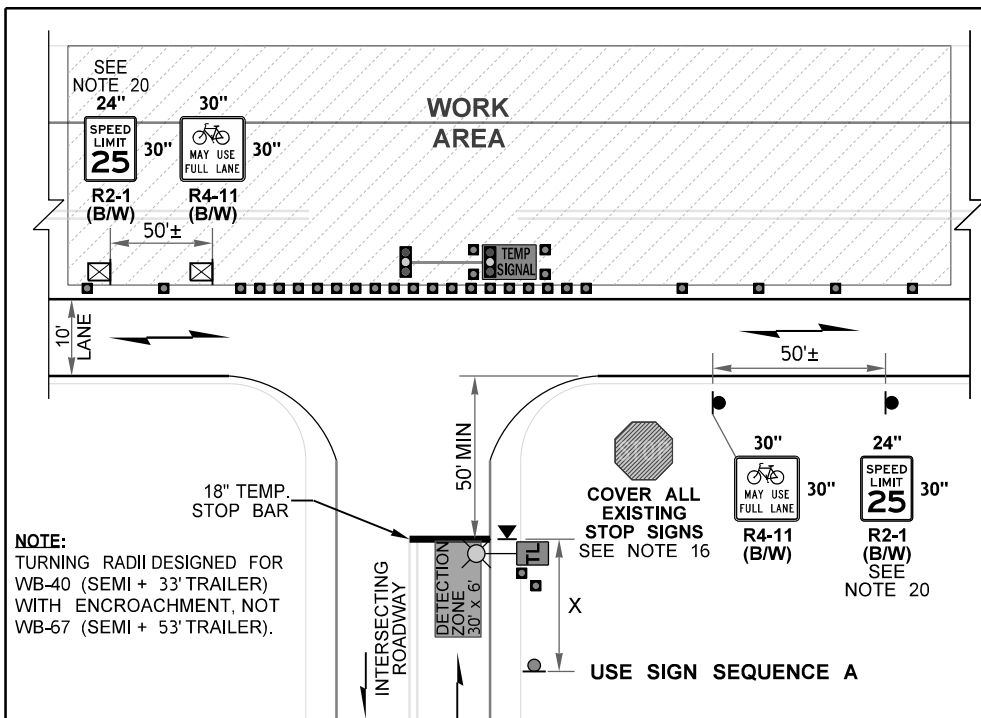 SEE
NOTE 20
24"
SPEED
LIMIT
25
30"
R2-1
(B/W)
30"
MAY USE
FULL LANE
30"
R4-11
(B/W)
50'±
WORK
AREA
TEMP
SIGNAL
10'
LANE
50'±
50' MIN
STOP
COVER ALL
EXISTING
STOP SIGNS
SEE NOTE 16
30"
MAY USE
FULL LANE
30"
R4-11
(B/W)
24"
SPEED
LIMIT
25
30"
R2-1
(B/W)
SEE
NOTE 20
18" TEMP.
STOP BAR
NOTE:
TURNING RADII DESIGNED FOR
WB-40 (SEMI + 33' TRAILER)
WITH ENCROACHMENT, NOT
WB-67 (SEMI + 53' TRAILER).
INTERSECTING
ROADWAY
DETECTION
ZONE
30' x 6'
TL
X
USE SIGN SEQUENCE A